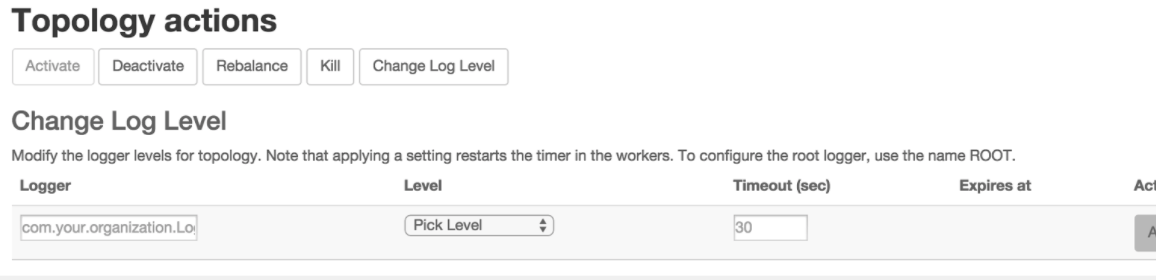 Topology actions
Activate Deactivate Rebalance Kill Change Log Level
Change Log Level
Modify the logger levels for topology. Note that applying a setting restarts the timer in the workers. To configure the root logger, use the name ROOT.
Logger Level Timeout (sec) Expires at Act
com.your.organization.Lo Pick Level 30 A